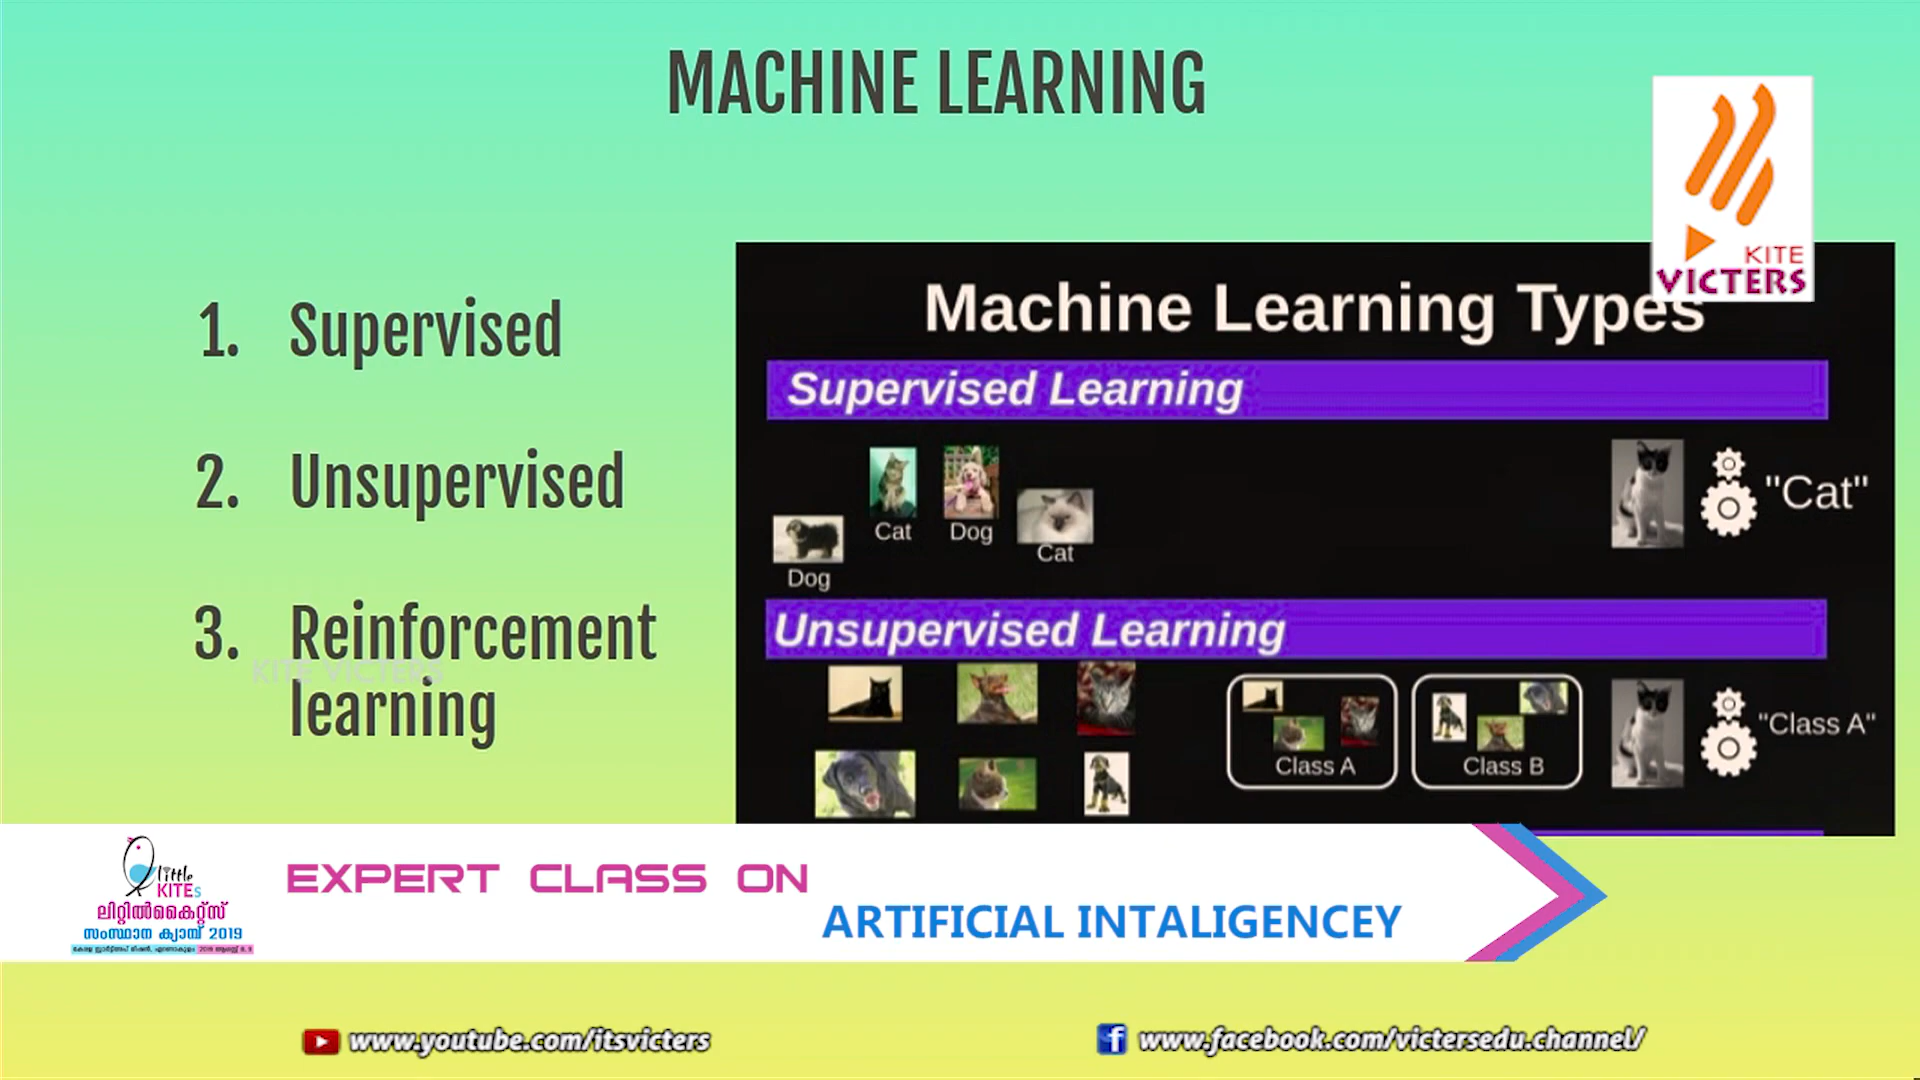 MACHINE LEARNING
KITE
VICTERS
1. Supervised
2. Unsupervised
3. Reinforcement
learning
KITE VICTERS
Machine Learning Types
Supervised Learning
Cat
Dog
Cat
Dog
"Cat"
Unsupervised Learning
Class A
Class B
"Class A"
little
KITEs
ലിറ്റിൽകൈറ്റ്സ്
സംസ്ഥാന ക്യാമ്പ് 2019
EXPERT CLASS ON
ARTIFICIAL INTALIGENCEY
www.youtube.com/itsvicters
www.facebook.com/victersedu.channel/